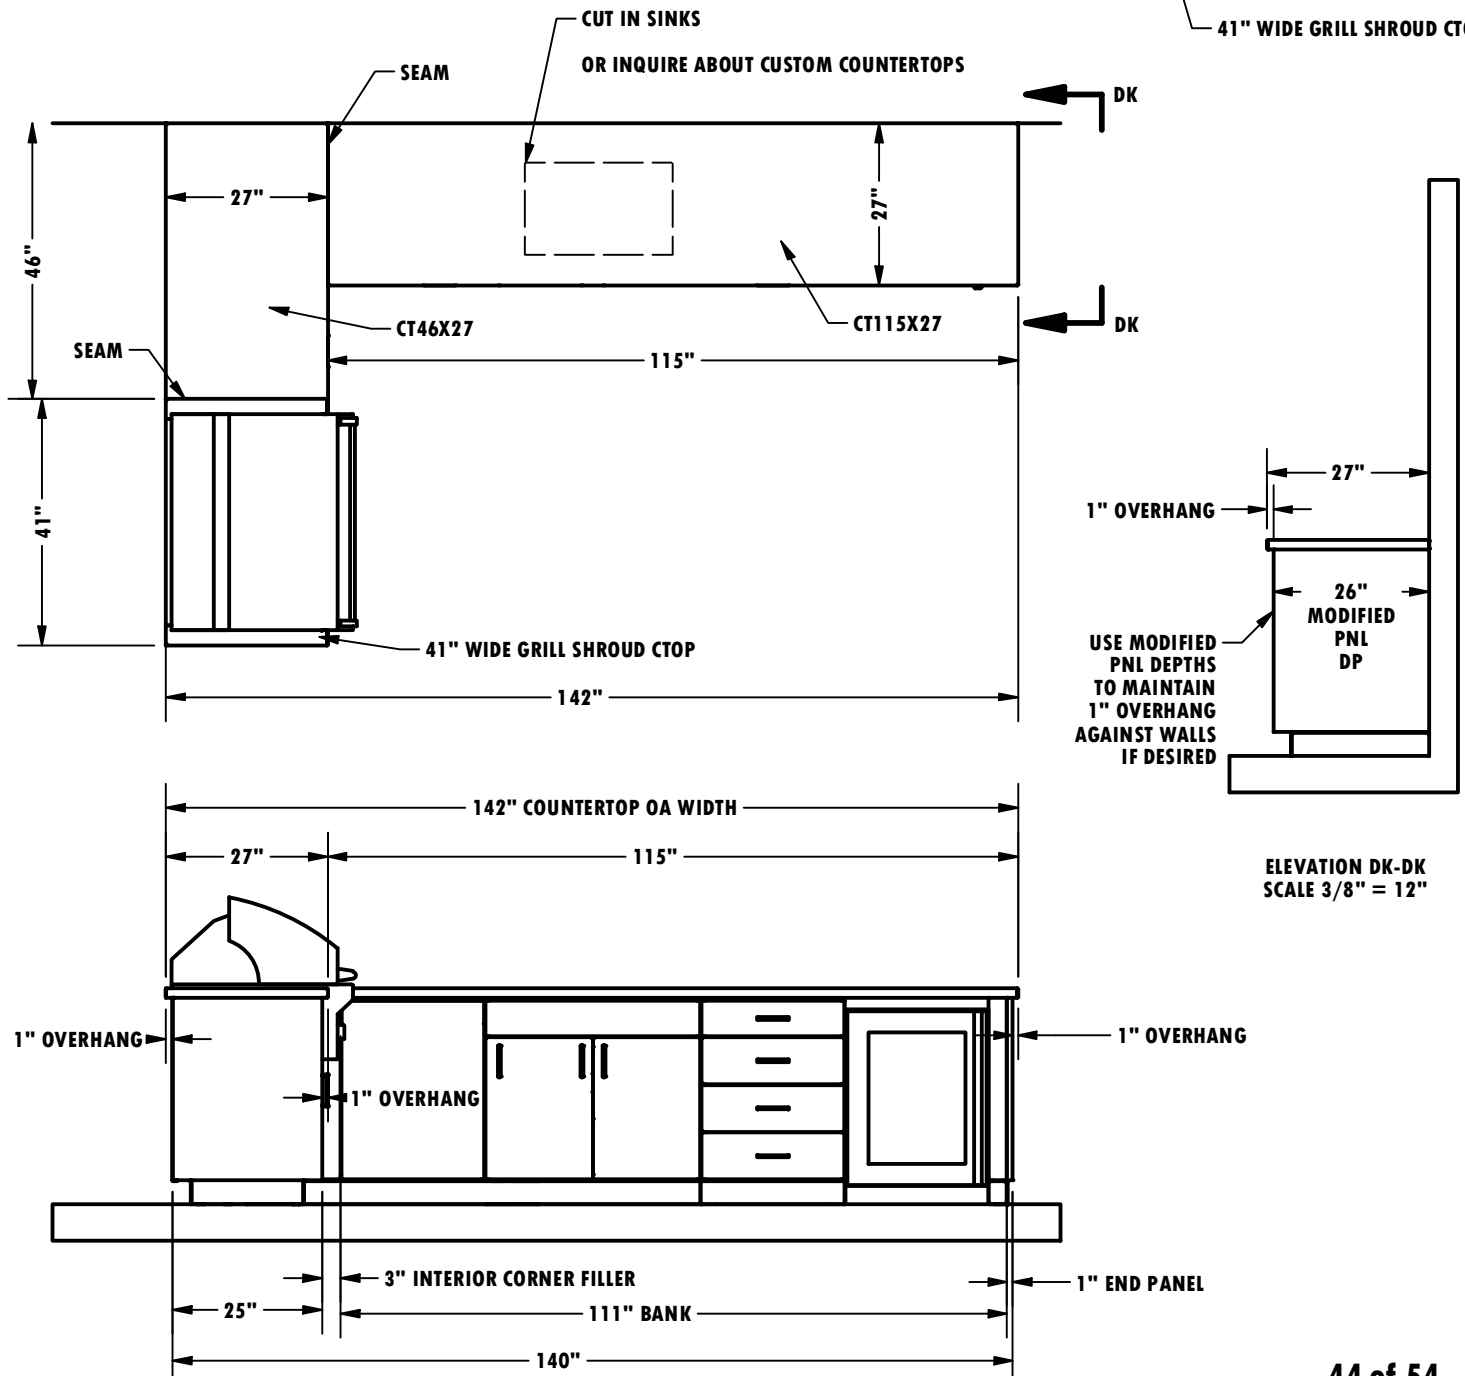 CUT IN SINKS
OR INQUIRE ABOUT CUSTOM COUNTERTOPS
41" WIDE GRILL SHROUD
SEAM
DK
27"
27"
46"
CT46X27
CT115X27
DK
SEAM
115"
41"
41" WIDE GRILL SHROUD CTOP
142"
27"
1" OVERHANG
26"
MODIFIED
PNL
DP
USE MODIFIED
PNL DEPTHS
TO MAINTAIN
1" OVERHANG
AGAINST WALLS
IF DESIRED
142" COUNTERTOP OA WIDTH
27"
115"
ELEVATION DK-DK
SCALE 3/8" = 12"
1" OVERHANG
1" OVERHANG
1" OVERHANG
3" INTERIOR CORNER FILLER
1" END PANEL
25"
111" BANK
140"
44 of 54